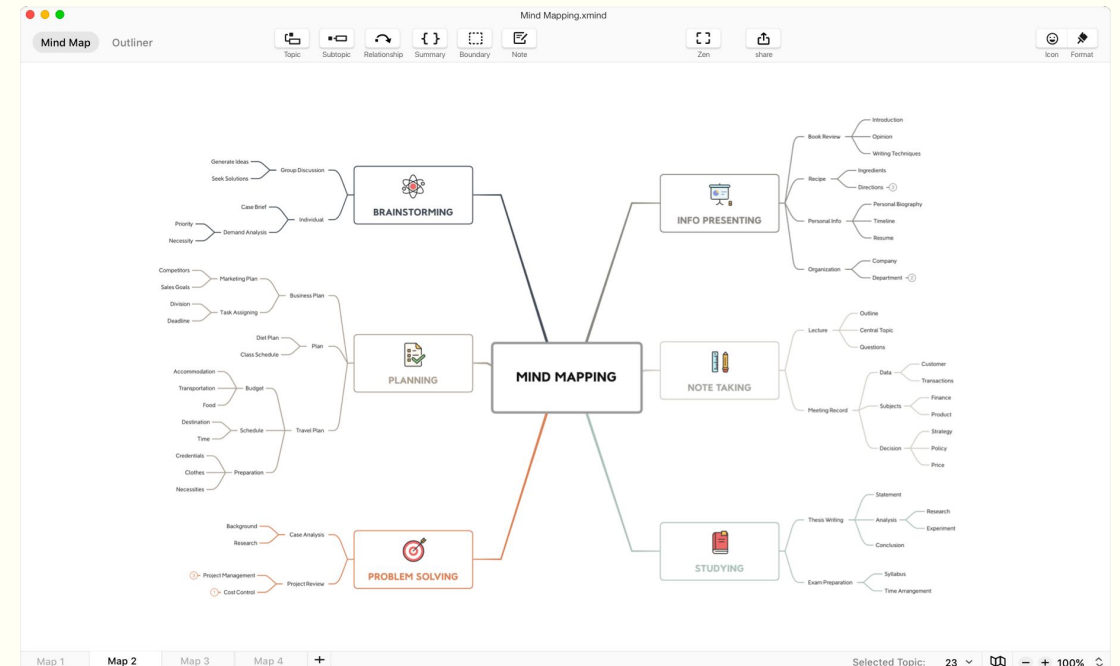 Mind Mapping.xmind
Mind Map
Outliner
Topic
Subtopic
Relationship
Summary
Boundary
Note
Zen
share
Icon
Format
MIND MAPPING
BRAINSTORMING
Group Discussion
Generate Ideas
Seek Solutions
Individual
Case Brief
Demand Analysis
Priority
Necessity
PLANNING
Business Plan
Marketing Plan
Competitors
Sales Goals
Task Assigning
Division
Deadline
Plan
Diet Plan
Class Schedule
Travel Plan
Budget
Accommodation
Transportation
Food
Schedule
Destination
Time
Preparation
Credentials
Clothes
Necessities
PROBLEM SOLVING
Case Analysis
Background
Research
Project Review
Project Management
Cost Control
INFO PRESENTING
Book Review
Introduction
Opinion
Writing Techniques
Recipe
Ingredients
Directions
Personal Info
Personal Biography
Timeline
Resume
Organization
Company
Department
NOTE TAKING
Lecture
Outline
Central Topic
Questions
Meeting Record
Data
Customer
Transactions
Subjects
Finance
Product
Decision
Strategy
Policy
Price
STUDYING
Thesis Writing
Statement
Analysis
Research
Experiment
Conclusion
Exam Preparation
Syllabus
Time Arrangement
Map 1
Map 2
Map 3
Map 4
Selected Topic: 23
100%